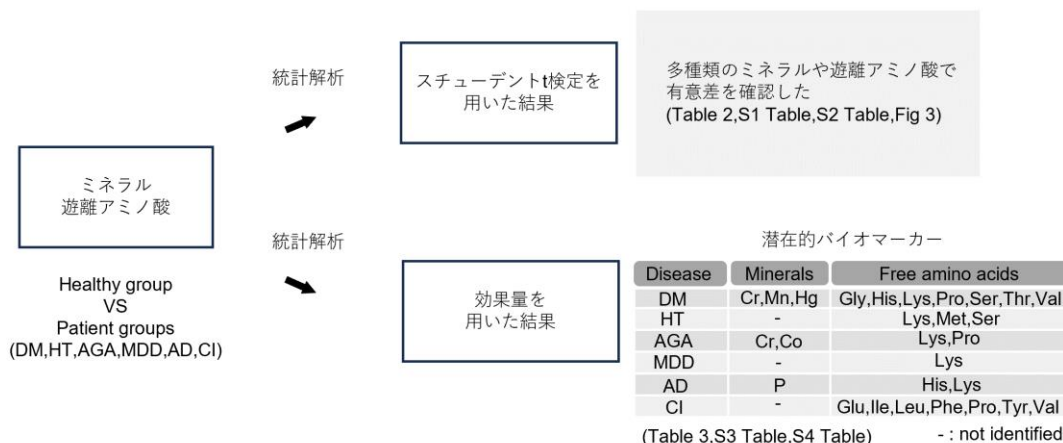 統計解析
スチューデントt検定を
用いた結果
多種類のミネラルや遊離アミノ酸で
有意差を確認した
(Table 2,S1 Table,S2 Table,Fig 3)
ミネラル
遊離アミノ酸
Healthy group
VS
Patient groups
(DM,HT,AGA,MDD,AD,CI)
統計解析
効果量を
用いた結果
潜在的バイオマーカー
Disease Minerals Free amino acids
DM Cr,Mn,Hg Gly,His,Lys,Pro,Ser,Thr,Val
HT - Lys,Met,Ser
AGA Cr,Co Lys,Pro
MDD - Lys
AD P His,Lys
CI - Glu,Ile,Leu,Phe,Pro,Tyr,Val
(Table 3,S3 Table,S4 Table) - : not identified